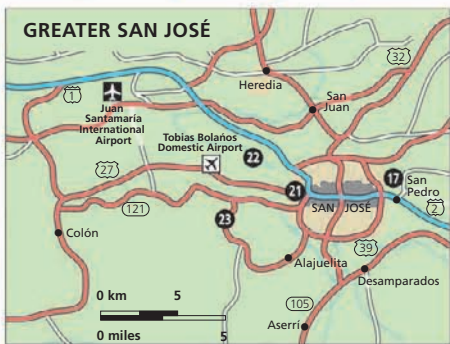 GREATER SAN JOSÉ
32
Heredia
1
San
Juan
Juan
Santamaría
International
Airport
Tobías Bolaños
Domestic Airport
22
27
17
San
Pedro
21
SAN JOSÉ
2
121
23
Colón
39
Alajuelita
Desamparados
0 km 5
105
0 miles 5
Aserrí